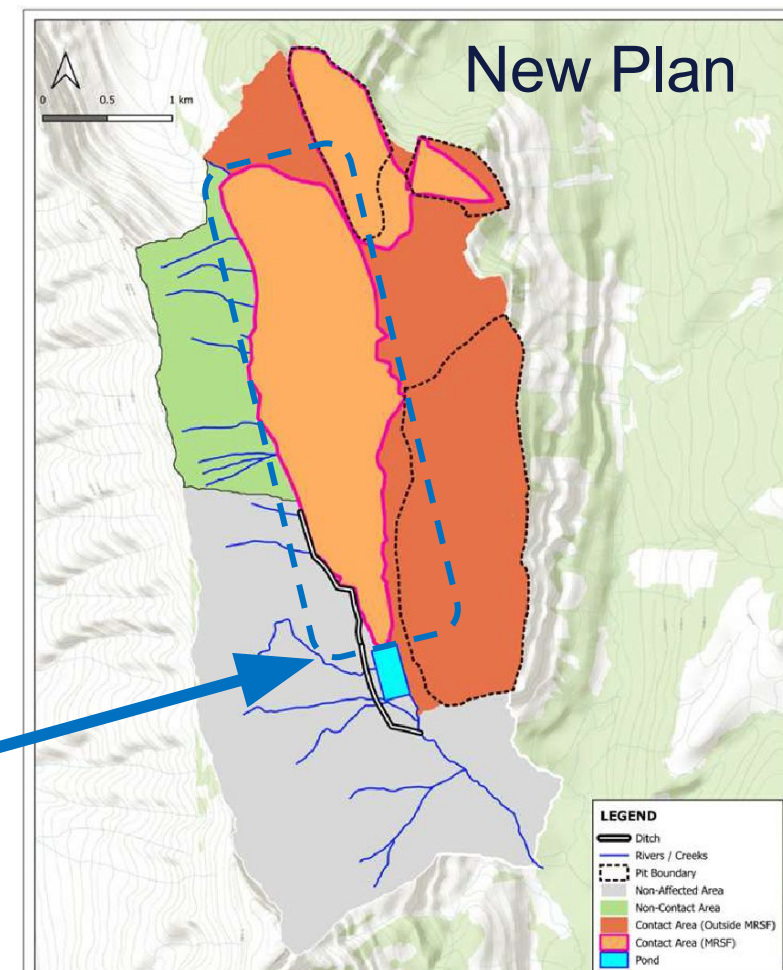 New Plan
0 0.5 1 km
LEGEND
Ditch
Rivers / Creeks
Pit Boundary
Non-Affected Area
Non-Contact Area
Contact Area (Outside MRSF)
Contact Area (MRSF)
Pond